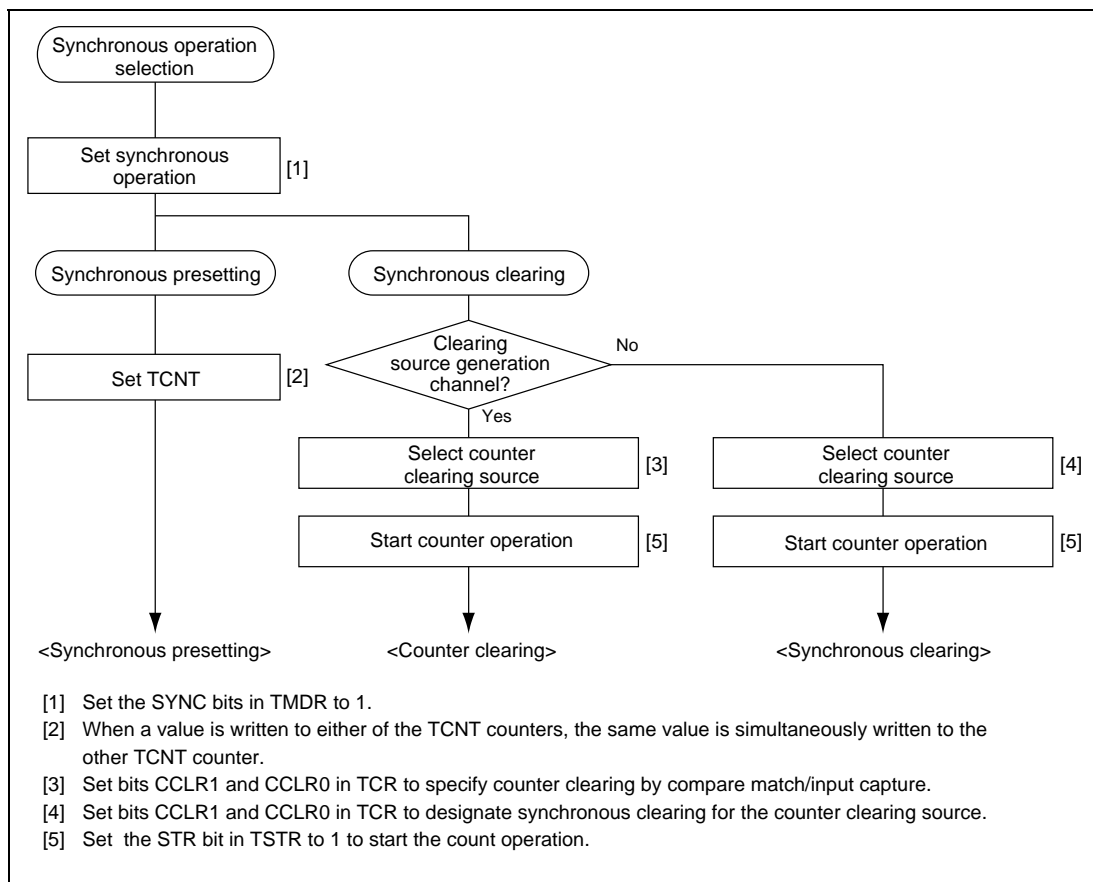 Synchronous operation
selection
Set synchronous
operation
[1]
Synchronous presetting
Synchronous clearing
Clearing
source generation
channel?
No
Yes
Set TCNT
[2]
Select counter
clearing source
[3]
Select counter
clearing source
[4]
Start counter operation
[5]
Start counter operation
[5]
<Synchronous presetting>
<Counter clearing>
<Synchronous clearing>
[1] Set the SYNC bits in TMDR to 1.
[2] When a value is written to either of the TCNT counters, the same value is simultaneously written to the
other TCNT counter.
[3] Set bits CCLR1 and CCLR0 in TCR to specify counter clearing by compare match/input capture.
[4] Set bits CCLR1 and CCLR0 in TCR to designate synchronous clearing for the counter clearing source.
[5] Set the STR bit in TSTR to 1 to start the count operation.